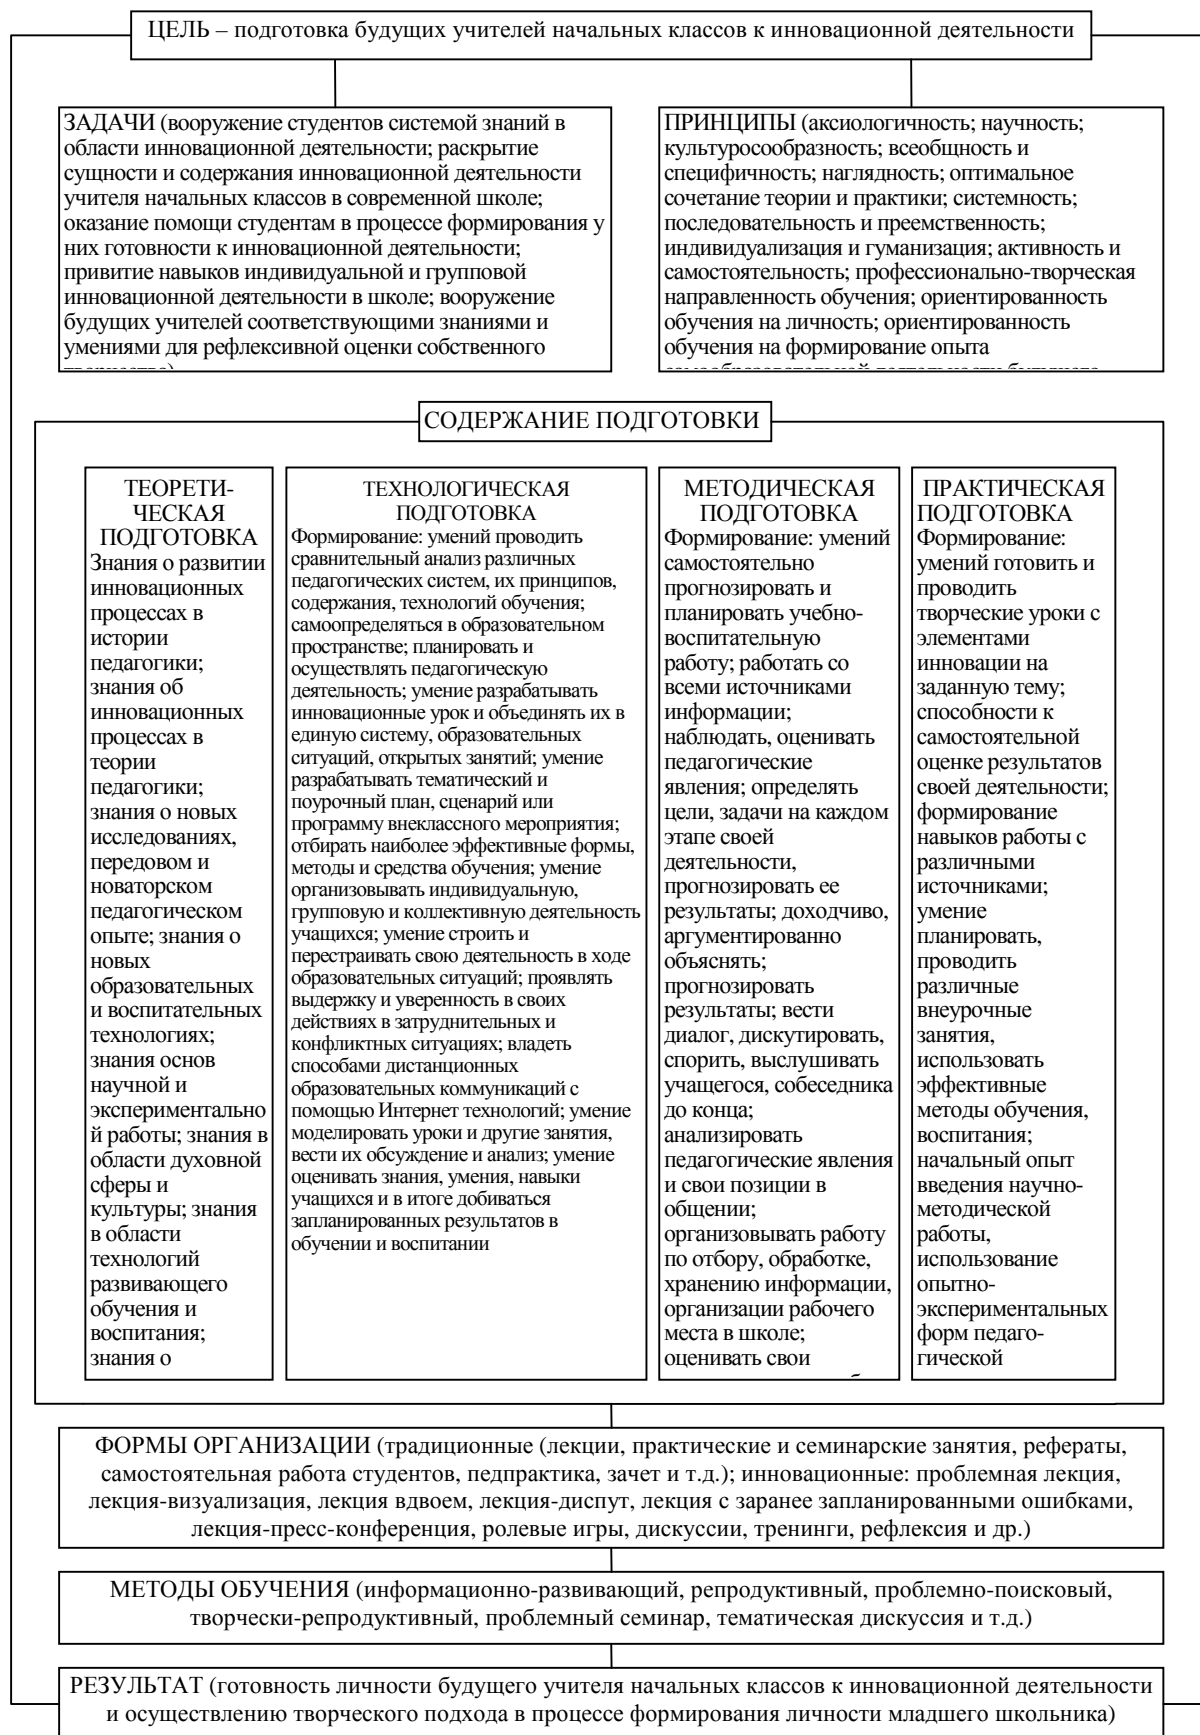 ЦЕЛЬ – подготовка будущих учителей начальных классов к инновационной деятельности
ЗАДАЧИ (вооружение студентов системой знаний в
области инновационной деятельности; раскрытие
сущности и содержания инновационной деятельности
учителя начальных классов в современной школе;
оказание помощи студентам в процессе формирования у
них готовности к инновационной деятельности;
привитие навыков индивидуальной и групповой
инновационной деятельности в школе; вооружение
будущих учителей соответствующими знаниями и
умениями для рефлексивной оценки собственного
ПРИНЦИПЫ (аксиологичность; научность;
культуросообразность; всеобщность и
специфичность; наглядность; оптимальное
сочетание теории и практики; системность;
последовательность и преемственность;
индивидуализация и гуманизация; активность и
самостоятельность; профессионально-творческая
направленность обучения; ориентированность
обучения на личность; ориентированность
обучения на формирование опыта
СОДЕРЖАНИЕ ПОДГОТОВКИ
ТЕОРЕТИ-
ЧЕСКАЯ
ПОДГОТОВКА
Знания о развитии
инновационных
процессах в
истории
педагогики;
знания об
инновационных
процессах в
теории
педагогики;
знания о новых
исследованиях,
передовом и
новаторском
педагогическом
опыте; знания о
новых
образовательных
и воспитательных
технологиях;
знания основ
научной и
экспериментально
й работы; знания в
области духовной
сферы и
культуры; знания
в области
технологий
развивающего
обучения и
воспитания;
знания о
ТЕХНОЛОГИЧЕСКАЯ
ПОДГОТОВКА
Формирование: умений проводить
сравнительный анализ различных
педагогических систем, их принципов,
содержания, технологий обучения;
самоопределяться в образовательном
пространстве; планировать и
осуществлять педагогическую
деятельность; умение разрабатывать
инновационные урок и объединять их в
единую систему, образовательных
ситуаций, открытых занятий; умение
разрабатывать тематический и
поурочный план, сценарий или
программу внеклассного мероприятия;
отбирать наиболее эффективные формы,
методы и средства обучения; умение
организовывать индивидуальную,
групповую и коллективную деятельность
учащихся; умение строить и
перестраивать свою деятельность в ходе
образовательных ситуаций; проявлять
выдержку и уверенность в своих
действиях в затруднительных и
конфликтных ситуациях; владеть
способами дистанционных
образовательных коммуникаций с
помощью Интернет технологий; умение
моделировать уроки и другие занятия,
вести их обсуждение и анализ; умение
оценивать знания, умения, навыки
учащихся и в итоге добиваться
запланированных результатов в
обучении и воспитании
МЕТОДИЧЕСКАЯ
ПОДГОТОВКА
Формирование: умений
самостоятельно
прогнозировать и
планировать учебно-
воспитательную
работу; работать со
всеми источниками
информации;
наблюдать, оценивать
педагогические
явления; определять
цели, задачи на каждом
этапе своей
деятельности,
прогнозировать ее
результаты; доходчиво,
аргументированно
объяснять;
прогнозировать
результаты; вести
диалог, дискутировать,
спорить, выслушивать
учащегося, собеседника
до конца;
анализировать
педагогические явления
и свои позиции в
общении;
организовывать работу
по отбору, обработке,
хранению информации,
организации рабочего
места в школе;
оценивать свои
ПРАКТИЧЕСКАЯ
ПОДГОТОВКА
Формирование:
умений готовить и
проводить
творческие уроки с
элементами
инновации на
заданную тему;
способности к
самостоятельной
оценке результатов
своей деятельности;
формирование
навыков работы с
различными
источниками;
умение
планировать,
проводить
различные
внеурочные
занятия,
использовать
эффективные
методы обучения,
воспитания;
начальный опыт
введения научно-
методической
работы,
использование
опытно-
экспериментальных
форм педаго-
гической
ФОРМЫ ОРГАНИЗАЦИИ (традиционные (лекции, практические и семинарские занятия, рефераты,
самостоятельная работа студентов, педпрактика, зачет и т.д.); инновационные: проблемная лекция,
лекция-визуализация, лекция вдвоем, лекция-диспут, лекция с заранее запланированными ошибками,
лекция-пресс-конференция, ролевые игры, дискуссии, тренинги, рефлексия и др.)
МЕТОДЫ ОБУЧЕНИЯ (информационно-развивающий, репродуктивный, проблемно-поисковый,
творчески-репродуктивный, проблемный семинар, тематическая дискуссия и т.д.)
РЕЗУЛЬТАТ (готовность личности будущего учителя начальных классов к инновационной деятельности
и осуществлению творческого подхода в процессе формирования личности младшего школьника)